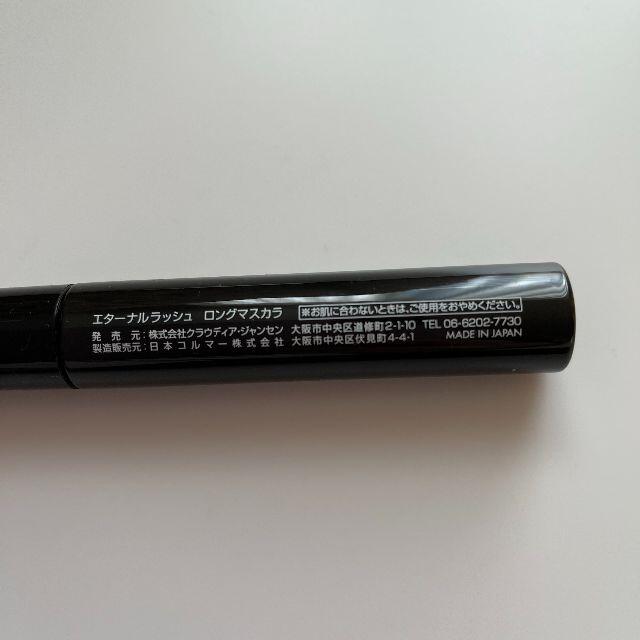 エターナルラッシュ ロングマスカラ ※お肌に合わないときは、ご使用をおやめください。
発売元:株式会社クラウディア・ジャンセン 大阪市中央区道修町2-1-10 TEL 06-6202-7730
製造販売元:日本コルマー株式会社 大阪市中央区伏見町4-4-1 MADE IN JAPAN